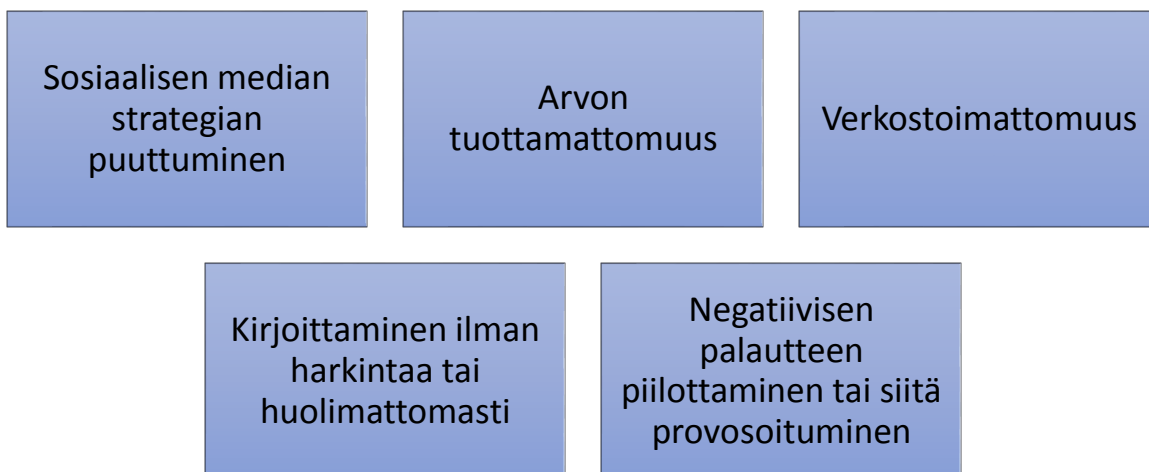 Sosiaalisen median
strategian
puuttuminen
Arvon
tuottamattomuus
Verkostoimattomuus
Kirjoittaminen ilman
harkintaa tai
huolimattomasti
Negatiivisen
palautteen
piilottaminen tai siitä
provosoituminen